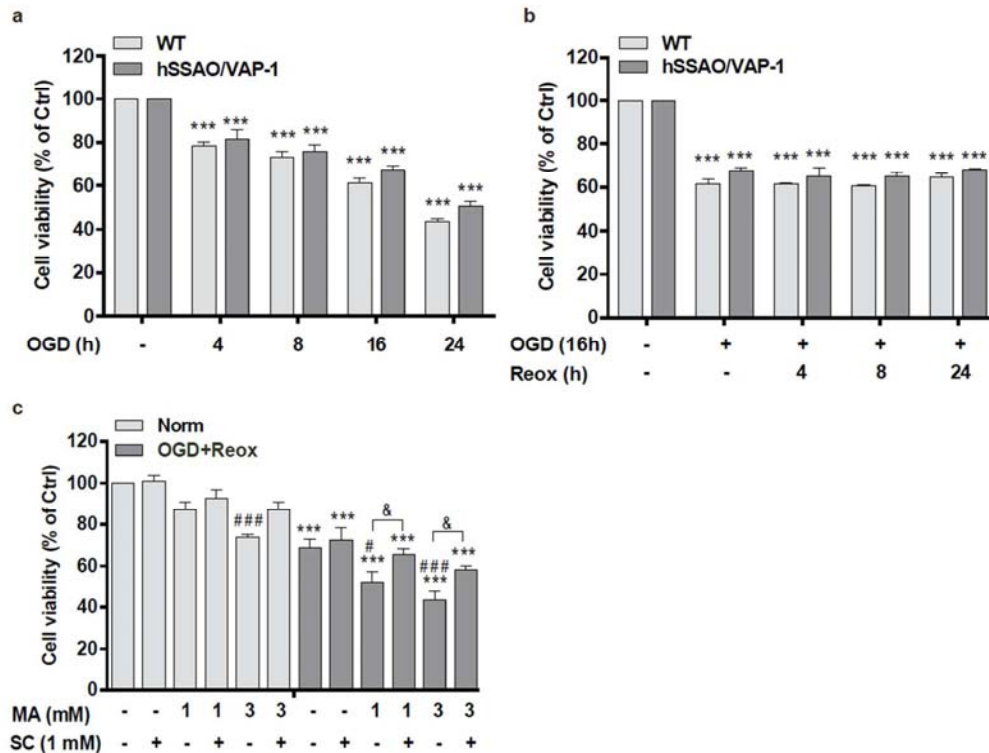 a
WT
hSSAO/VAP-1
Cell viability (% of Ctrl)
120
100
80
60
40
20
0
*** *** *** *** *** *** *** ***
OGD (h) - 4 8 16 24
b
WT
hSSAO/VAP-1
Cell viability (% of Ctrl)
120
100
80
60
40
20
0
*** *** *** *** *** *** *** ***
OGD (16h) - + + + +
Reox (h) - - 4 8 24
c
Norm
OGD+Reox
Cell viability (% of Ctrl)
120
100
80
60
40
20
0
& &
### *** *** # *** ### ***
*** ***
MA (mM) - - 1 1 3 3 - - 1 1 3 3
SC (1 mM) - + - + - + - + - + - +